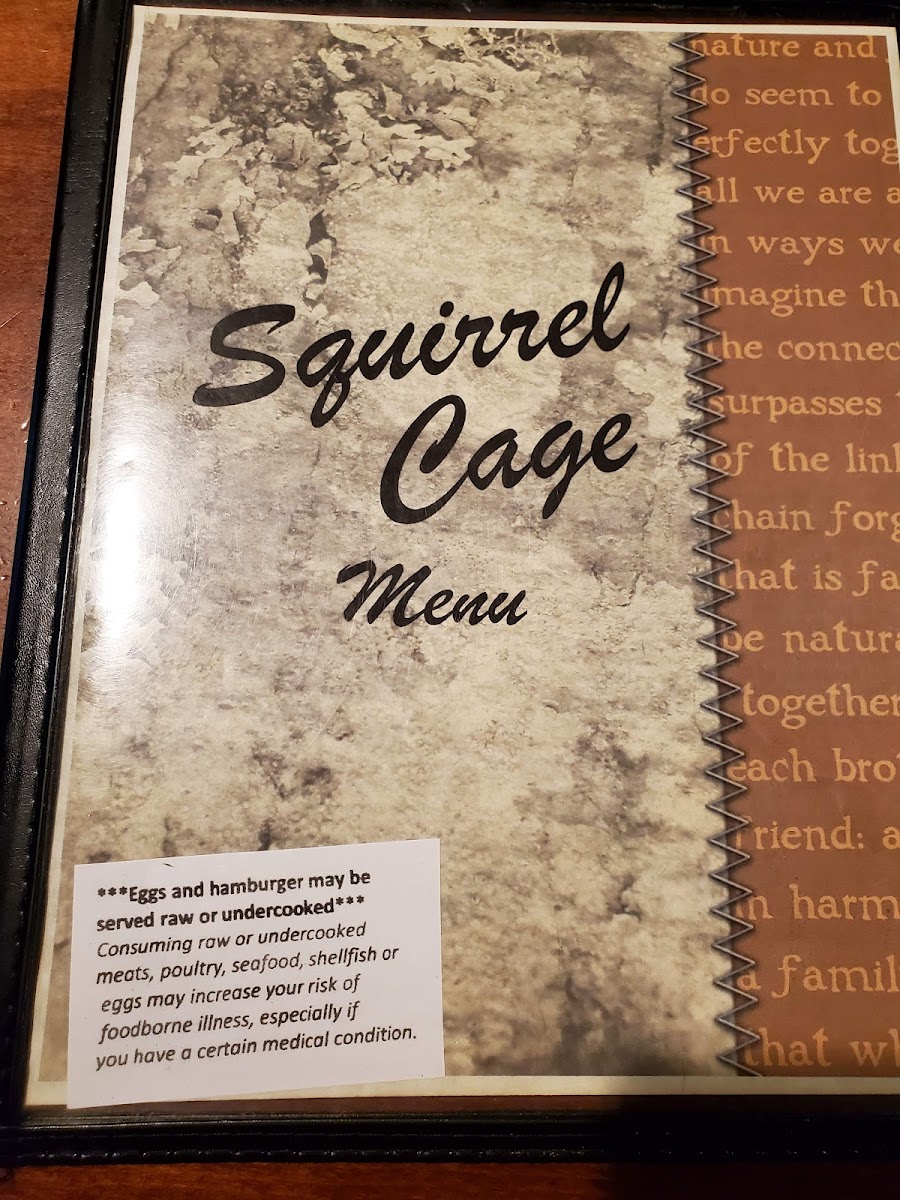 Squirrel
Cage
Menu
***Eggs and hamburger may be
served raw or undercooked***
Consuming raw or undercooked
meats, poultry, seafood, shellfish or
eggs may increase your risk of
foodborne illness, especially if
you have a certain medical condition.
nature and
do seem to
erfectly tog
all we are a
in ways we
magine th
the connec
surpasses
of the link
chain forg
that is fa
be natura
together
each bro
friend: a
in harm
a famil
that wh